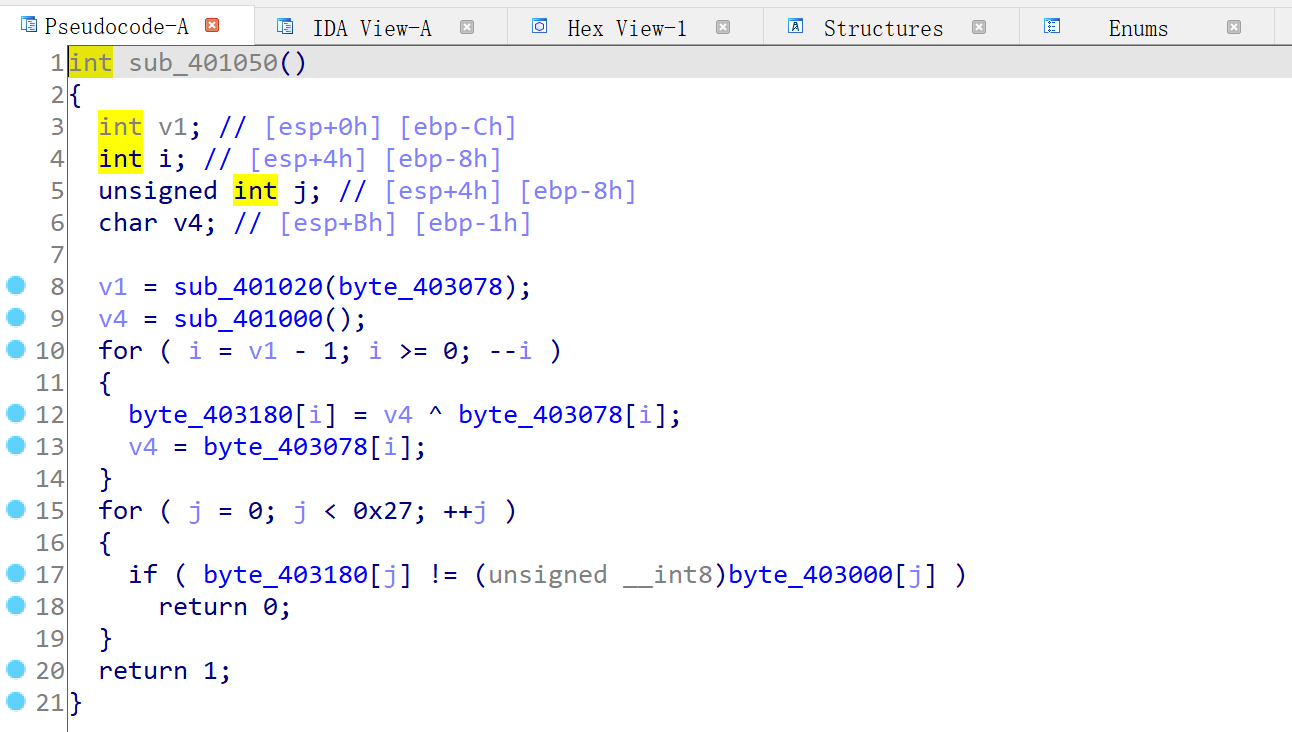 Pseudocode-A IDA View-A Hex View-1 Structures Enums
1 int sub_401050()
2 {
3   int v1; // [esp+0h] [ebp-Ch]
4   int i; // [esp+4h] [ebp-8h]
5   unsigned int j; // [esp+4h] [ebp-8h]
6   char v4; // [esp+Bh] [ebp-1h]
7
8   v1 = sub_401020(byte_403078);
9   v4 = sub_401000();
10   for ( i = v1 - 1; i >= 0; --i )
11   {
12     byte_403180[i] = v4 ^ byte_403078[i];
13     v4 = byte_403078[i];
14   }
15   for ( j = 0; j < 0x27; ++j )
16   {
17     if ( byte_403180[j] != (unsigned __int8)byte_403000[j] )
18       return 0;
19   }
20   return 1;
21 }